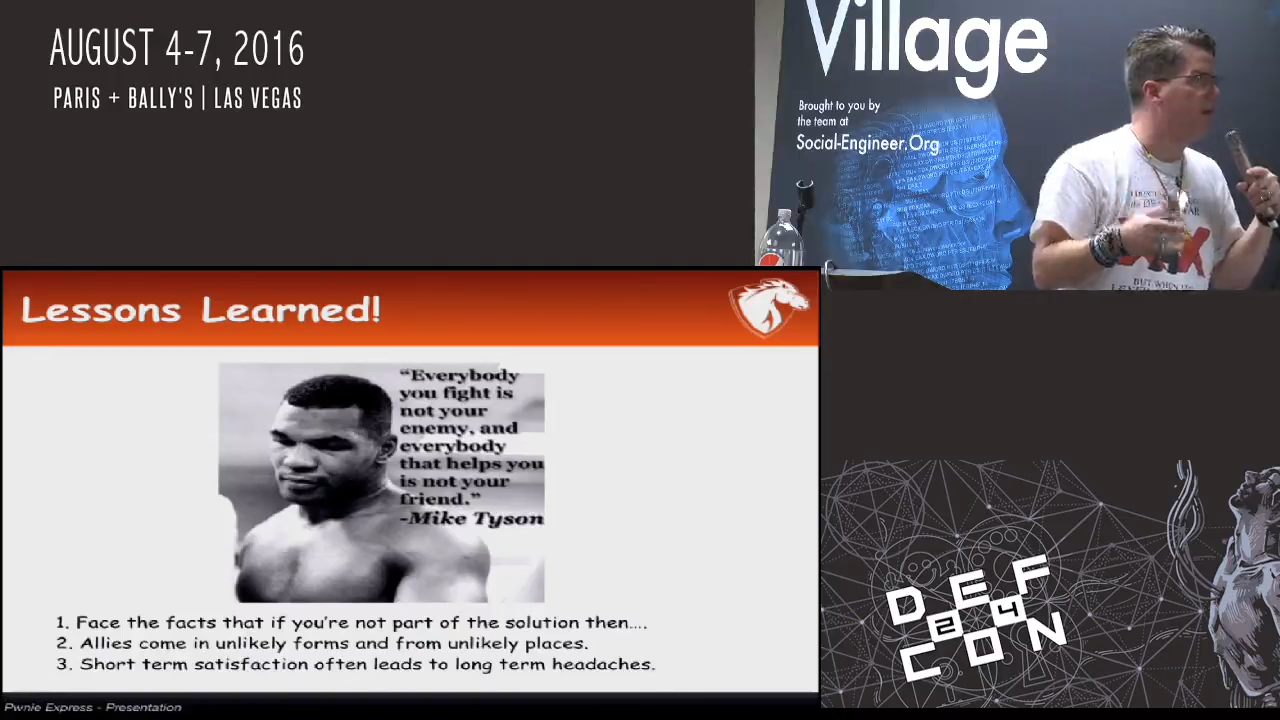 AUGUST 4-7, 2016
PARIS + BALLY'S | LAS VEGAS
Village
Brought to you by
the team at
Social-Engineer.Org
XXX
BUT WHEN
Lessons Learned!
"Everybody
you fight is
not your
enemy, and
everybody
that helps you
is not your
friend."
-Mike Tyson
1. Face the facts that if you're not part of the solution then....
2. Allies come in unlikely forms and from unlikely places.
3. Short term satisfaction often leads to long term headaches.
Pwnie Express - Presentation
DEF
24
CON